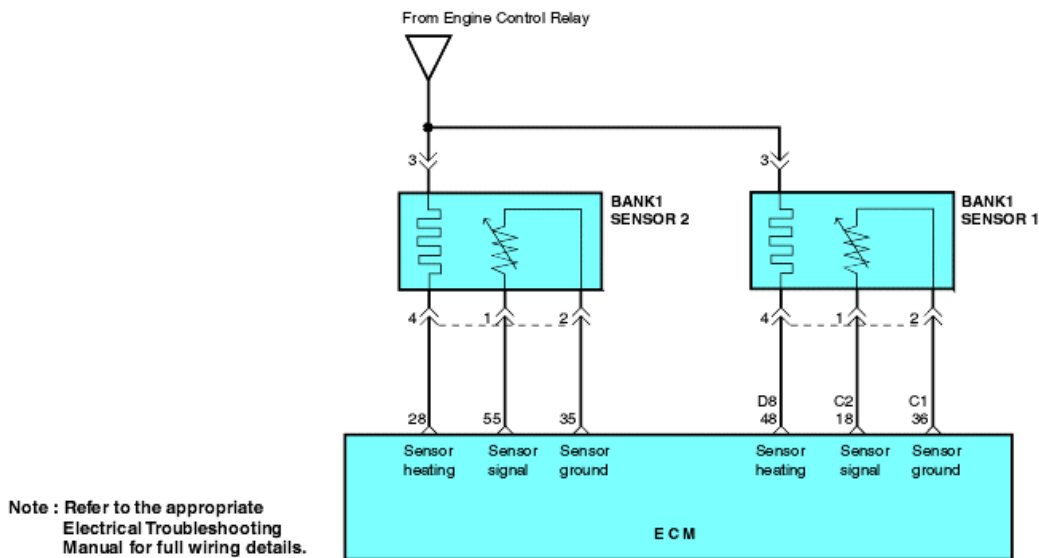 From Engine Control Relay
3 3
BANK1
SENSOR 2
BANK1
SENSOR 1
4 1 2 4 1 2
D8 C2 C1
28 55 35 48 18 36
Sensor heating
Sensor signal
Sensor ground
Sensor heating
Sensor signal
Sensor ground
E C M
Note : Refer to the appropriate
Electrical Troubleshooting
Manual for full wiring details.